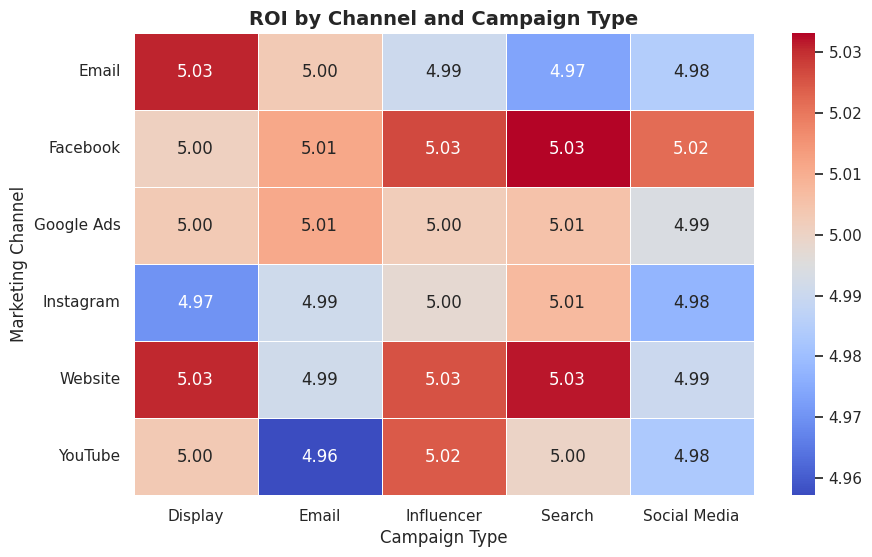 ROI by Channel and Campaign Type
Marketing Channel
Email 5.03 5.00 4.99 4.97 4.98
Facebook 5.00 5.01 5.03 5.03 5.02
Google Ads 5.00 5.01 5.00 5.01 4.99
Instagram 4.97 4.99 5.00 5.01 4.98
Website 5.03 4.99 5.03 5.03 4.99
YouTube 5.00 4.96 5.02 5.00 4.98
Display Email Influencer Search Social Media
Campaign Type
5.03
5.02
5.01
5.00
4.99
4.98
4.97
4.96